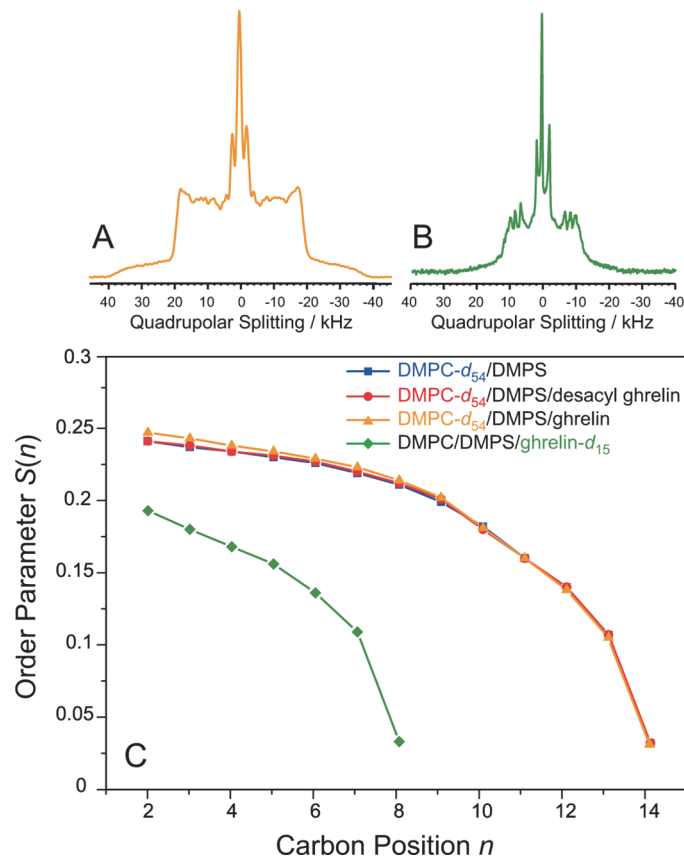 A
B
40 30 20 10 0 -10 -20 -30 -40
40 30 20 10 0 -10 -20 -30 -40
Quadrupolar Splitting / kHz
Quadrupolar Splitting / kHz
0.3
0.25
0.2
0.15
0.1
0.05
0
Order Parameter S(n)
DMPC-d54/DMPS
DMPC-d54/DMPS/desacyl ghrelin
DMPC-d54/DMPS/ghrelin
DMPC/DMPS/ghrelin-d15
C
2 4 6 8 10 12 14
Carbon Position n